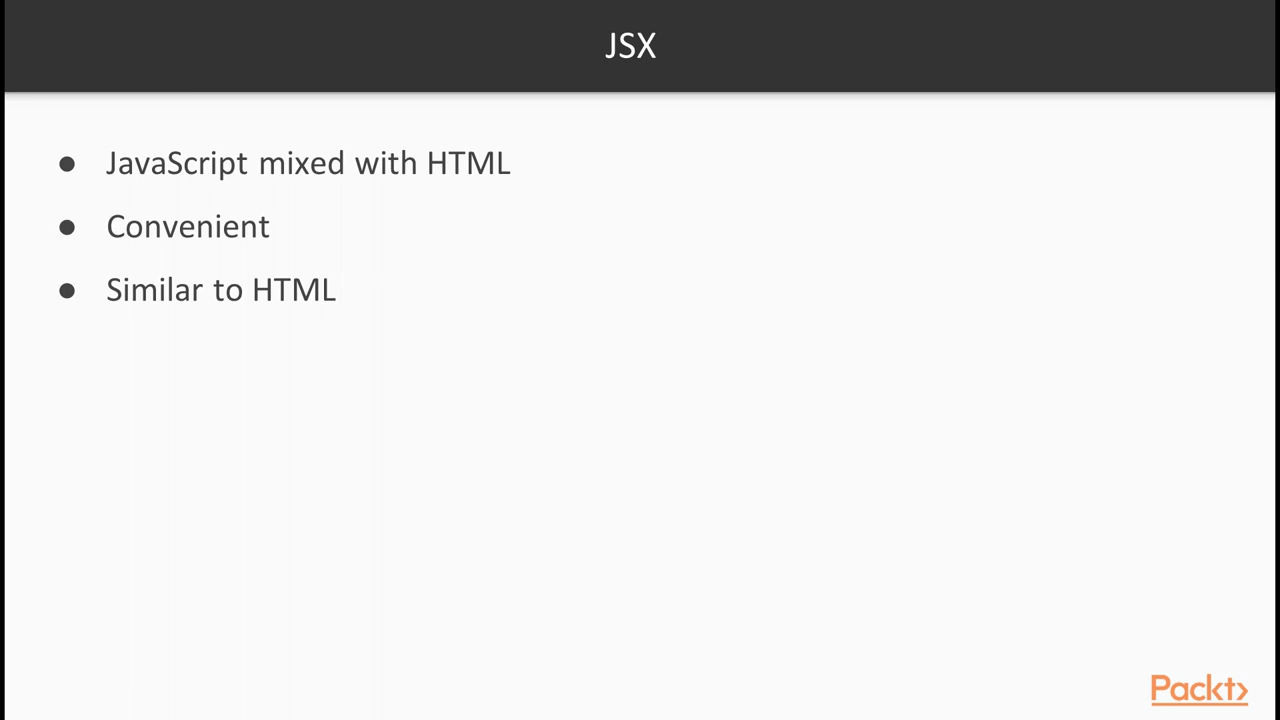 JSX
● JavaScript mixed with HTML
● Convenient
● Similar to HTML
Packt>